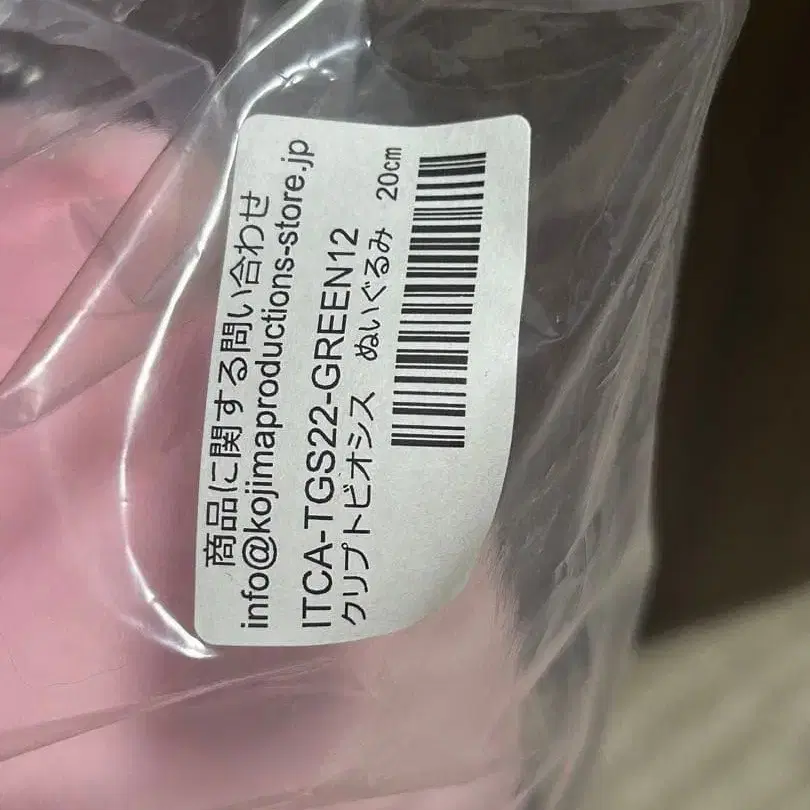 商品に関する問い合わせ
info@kojimaproductions-store.jp
ITCA-TGS22-GREEN12
クリプトビオシス ぬいぐるみ 20cm